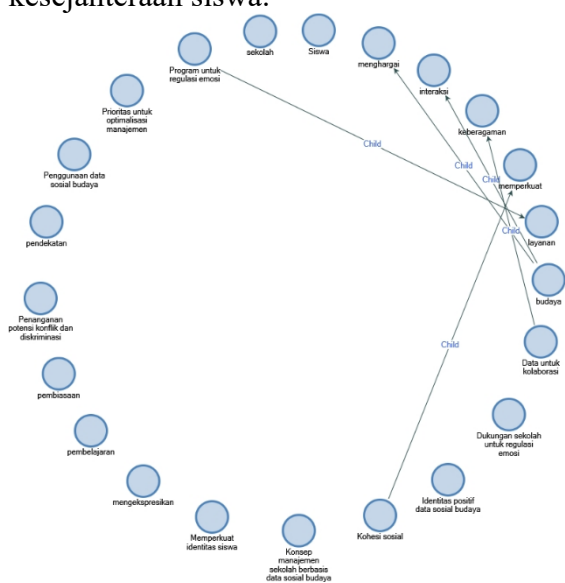 kesejahteraan siswa.
sekolah
Siswa
menghargai
interaksi
keberagaman
memperkuat
layanan
budaya
Data untuk
kolaborasi
Dukungan sekolah
untuk regulasi
emosi
Identitas positif
data sosial budaya
Kohesi sosial
Konsep
manajemen
sekolah berbasis
data sosial budaya
Memperkuat
identitas siswa
mengekspresikan
pembelajaran
pembiasaan
Penanganan
potensi konflik dan
diskriminasi
pendekatan
Penggunaan data
sosial budaya
Prioritas untuk
optimalisasi
manajemen
Program untuk
regulasi emosi
Child
Child
Child
Child
Child